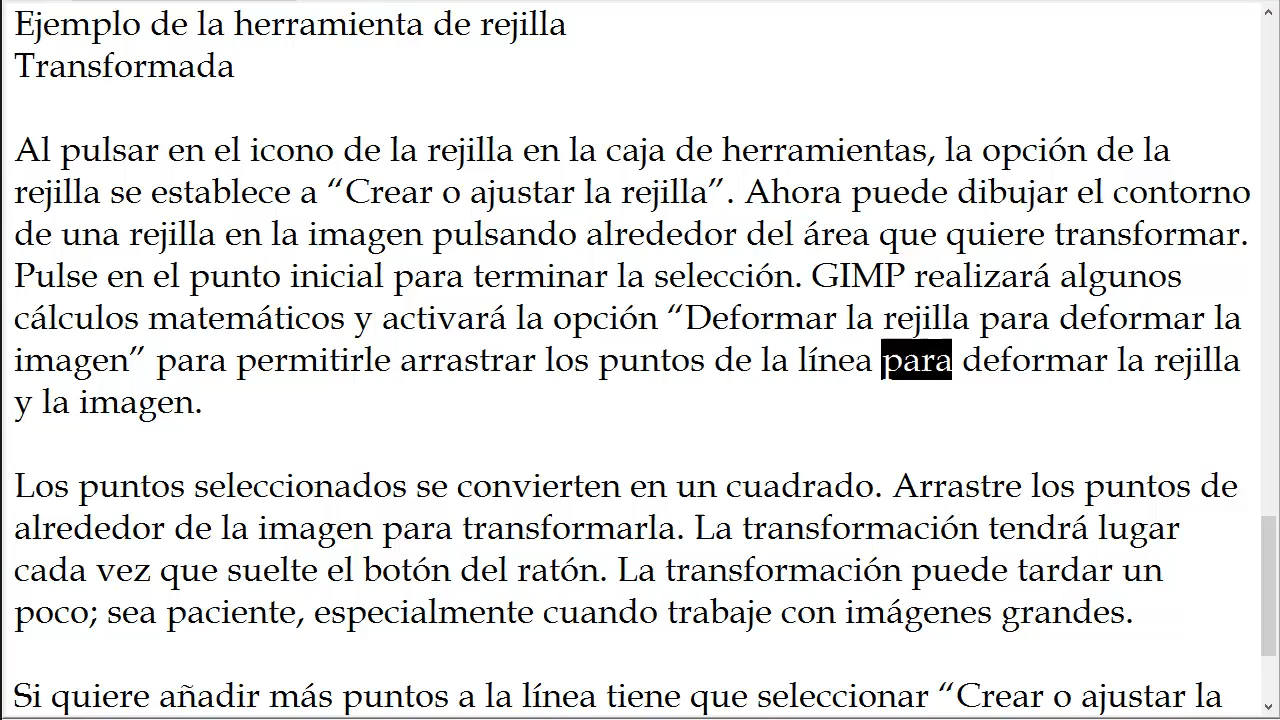 Ejemplo de la herramienta de rejilla
Transformada
Al pulsar en el icono de la rejilla en la caja de herramientas, la opción de la
rejilla se establece a “Crear o ajustar la rejilla”. Ahora puede dibujar el contorno
de una rejilla en la imagen pulsando alrededor del área que quiere transformar.
Pulse en el punto inicial para terminar la selección. GIMP realizará algunos
cálculos matemáticos y activará la opción “Deformar la rejilla para deformar la
imagen” para permitirle arrastrar los puntos de la línea para deformar la rejilla
y la imagen.
Los puntos seleccionados se convierten en un cuadrado. Arrastre los puntos de
alrededor de la imagen para transformarla. La transformación tendrá lugar
cada vez que suelte el botón del ratón. La transformación puede tardar un
poco; sea paciente, especialmente cuando trabaje con imágenes grandes.
Si quiere añadir más puntos a la línea tiene que seleccionar “Crear o ajustar la